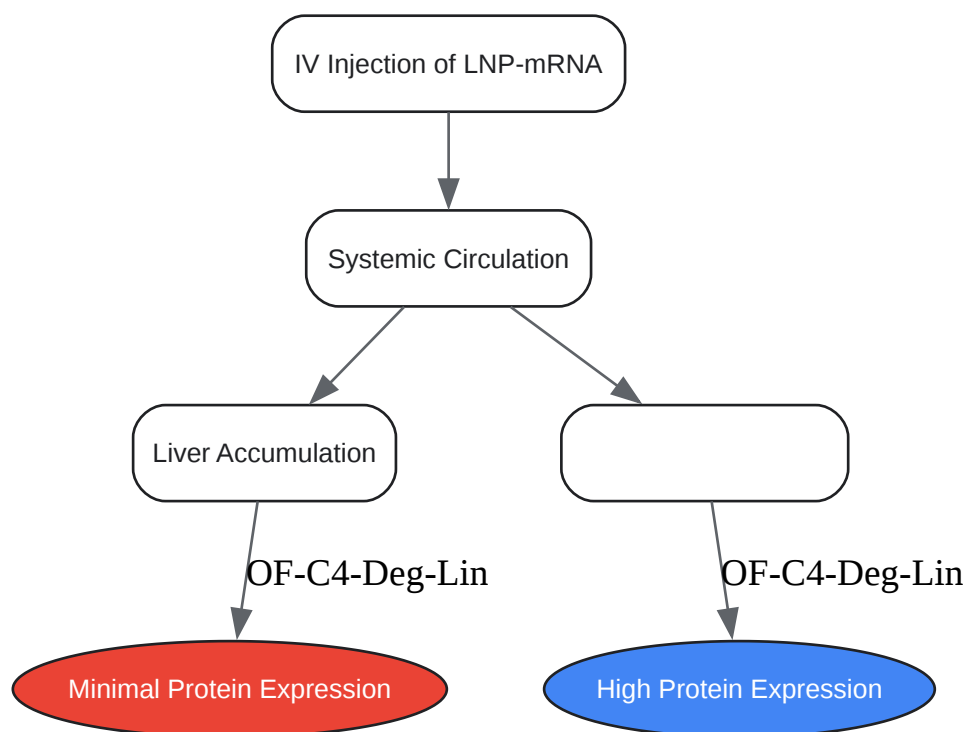 IV Injection of LNP-mRNA
Systemic Circulation
Liver Accumulation
OF-C4-Deg-Lin
OF-C4-Deg-Lin
Minimal Protein Expression
High Protein Expression